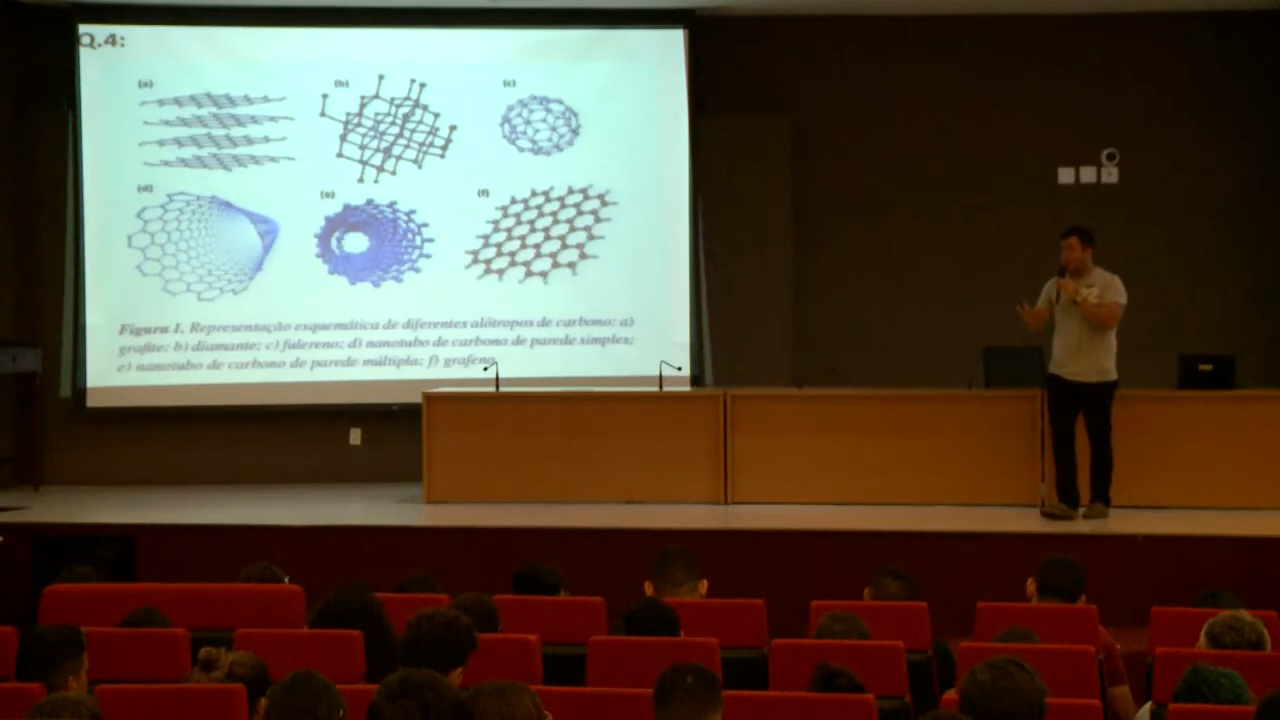 Q.4:
(a)
(b)
(c)
(d)
(e)
(f)
Figura 1. Representação esquemática de diferentes alótropos de carbono: a)
grafite; b) diamante; c) fulereno; d) nanotubo de carbono de parede simples;
e) nanotubo de carbono de parede múltipla; f) grafeno